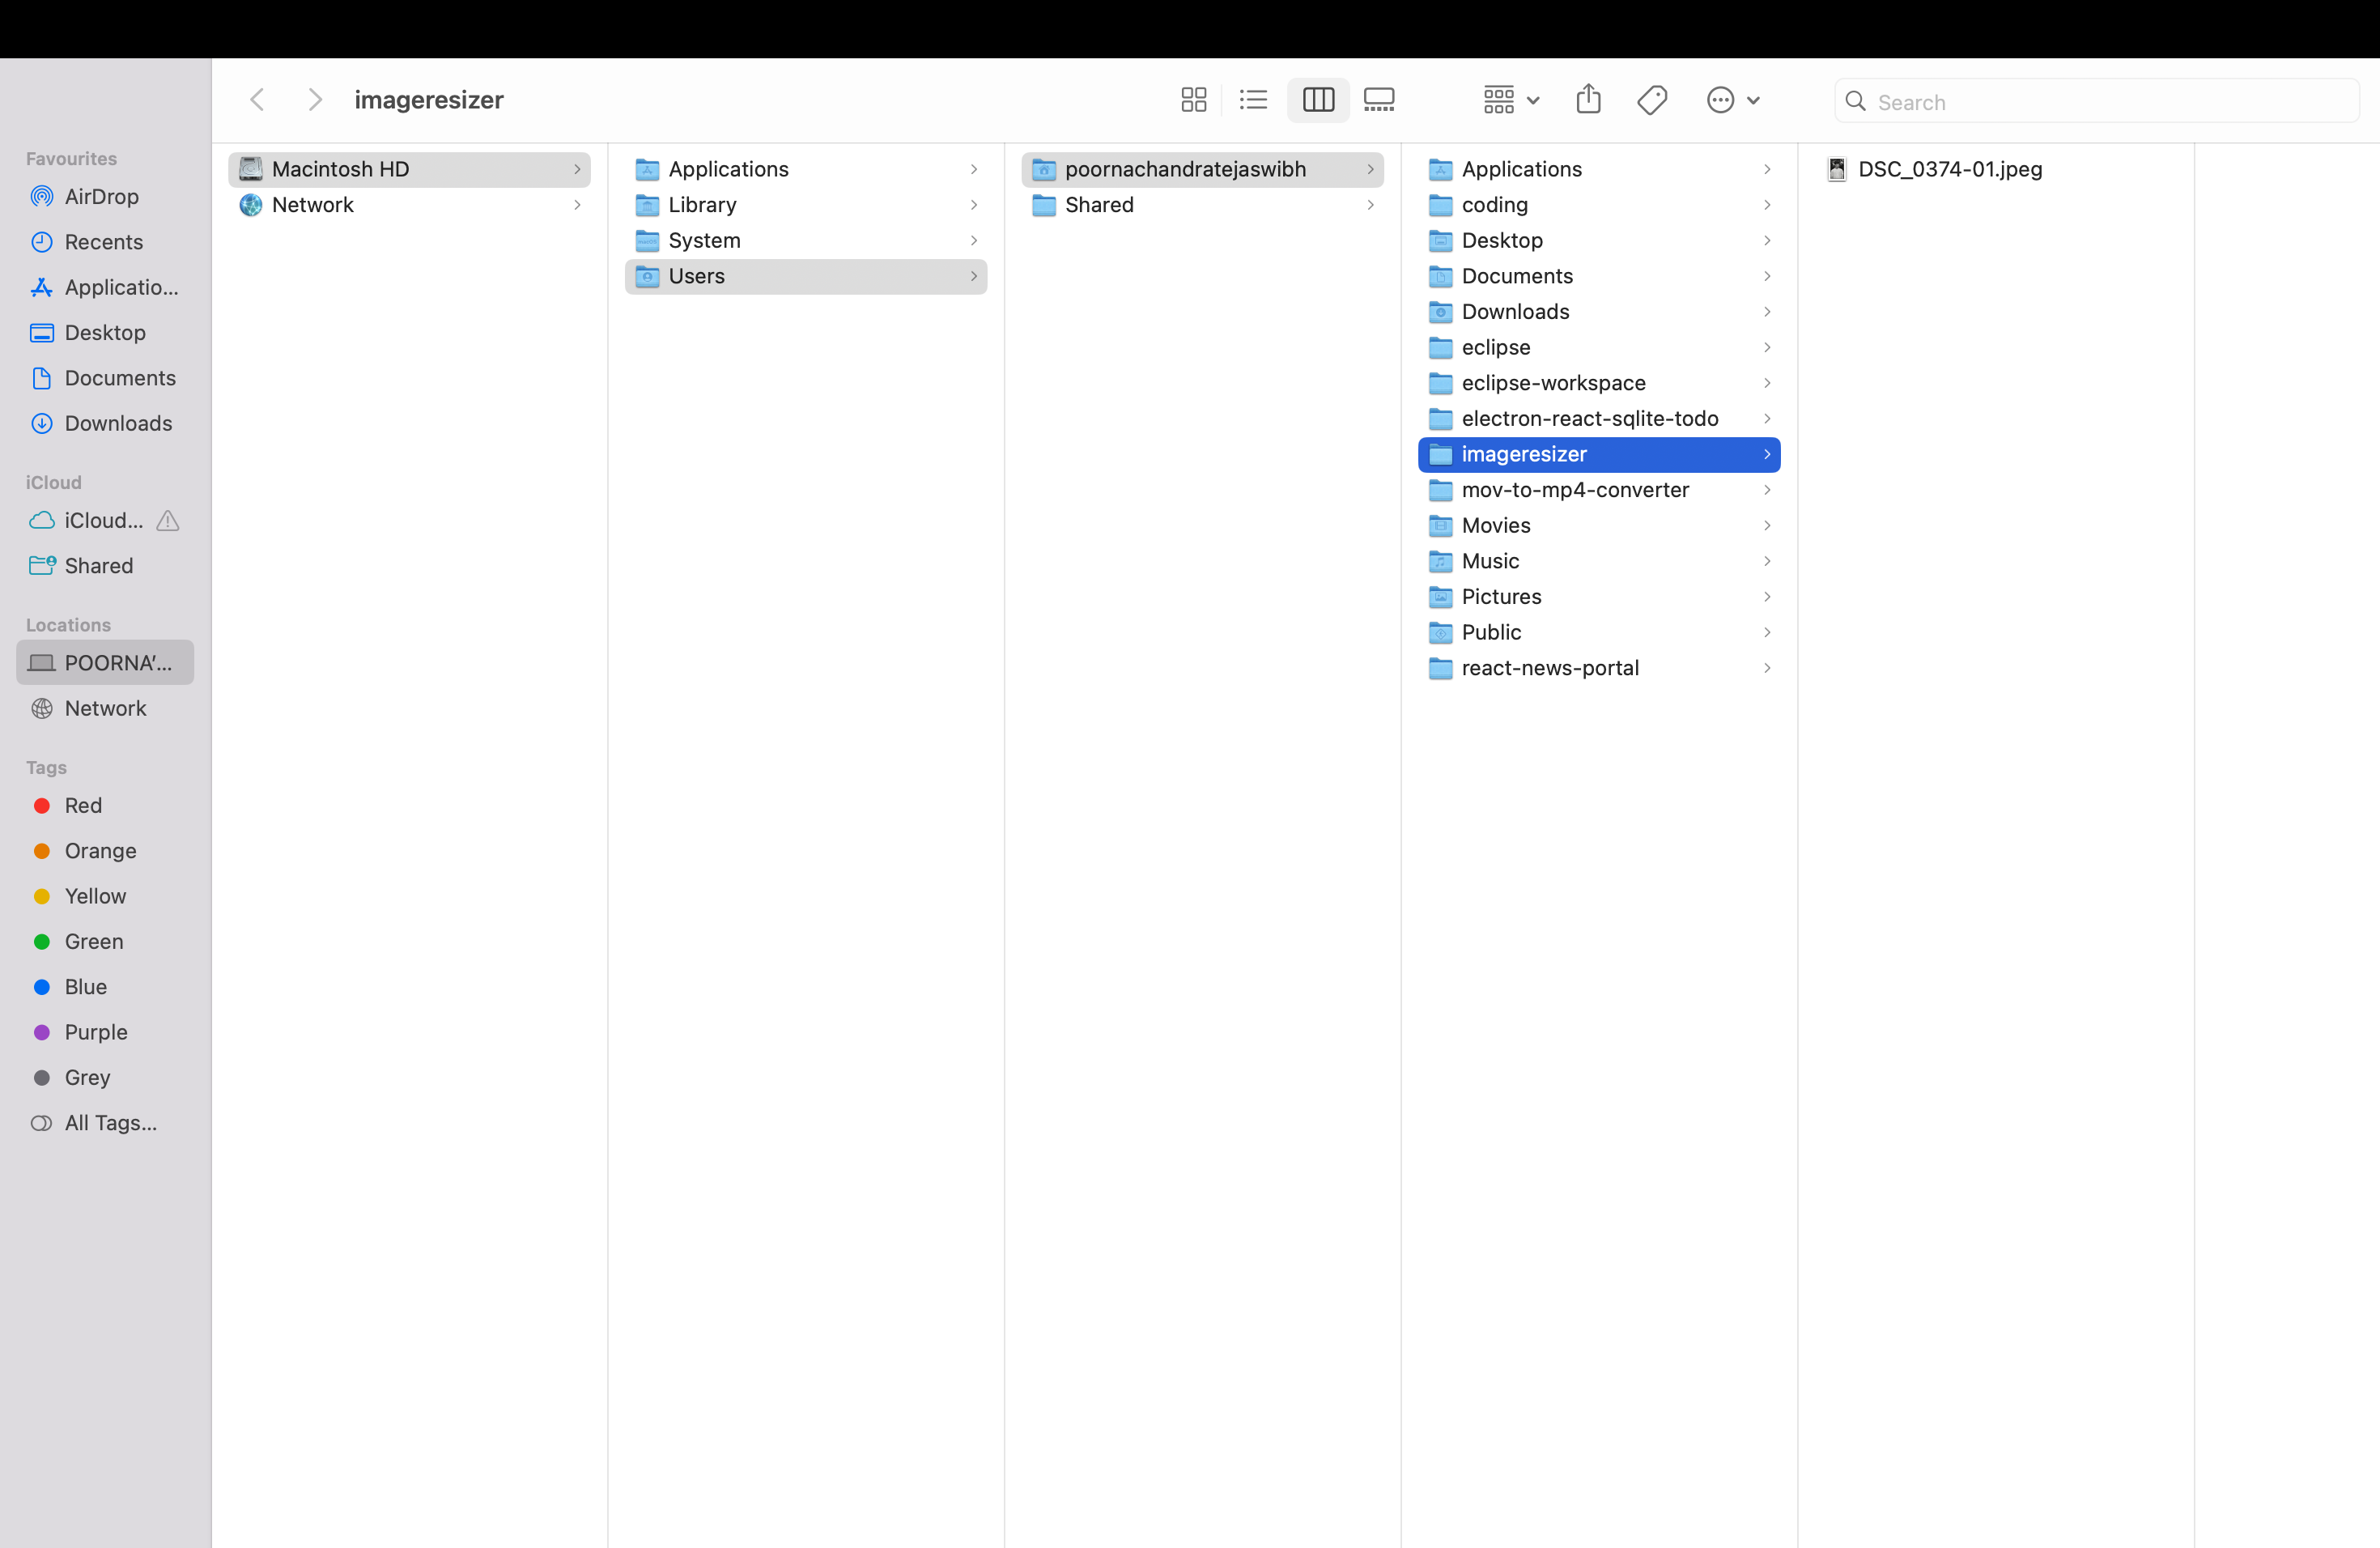 imageresizer
Search
Favourites
AirDrop
Recents
Applicatio...
Desktop
Documents
Downloads
iCloud
iCloud...
Shared
Locations
POORNA'...
Network
Tags
Red
Orange
Yellow
Green
Blue
Purple
Grey
All Tags...
Macintosh HD
Network
Applications
Library
System
Users
poornachandratejaswibh
Shared
Applications
coding
Desktop
Documents
Downloads
eclipse
eclipse-workspace
electron-react-sqlite-todo
imageresizer
mov-to-mp4-converter
Movies
Music
Pictures
Public
react-news-portal
DSC_0374-01.jpeg